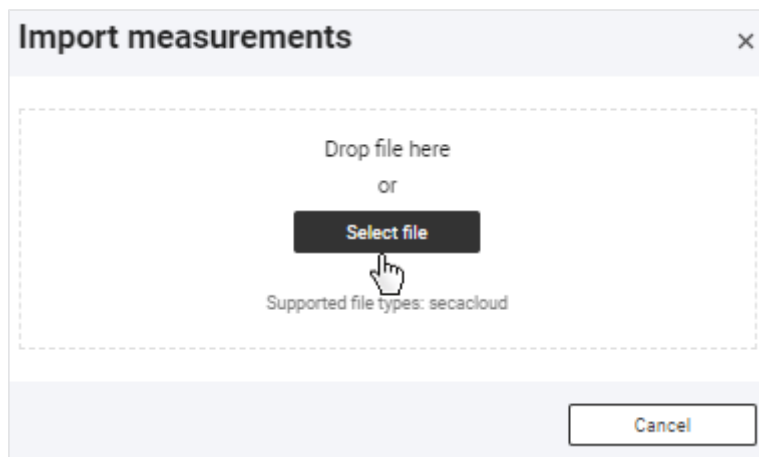 Import measurements
Drop file here
or
Select file
Supported file types: secacloud
Cancel